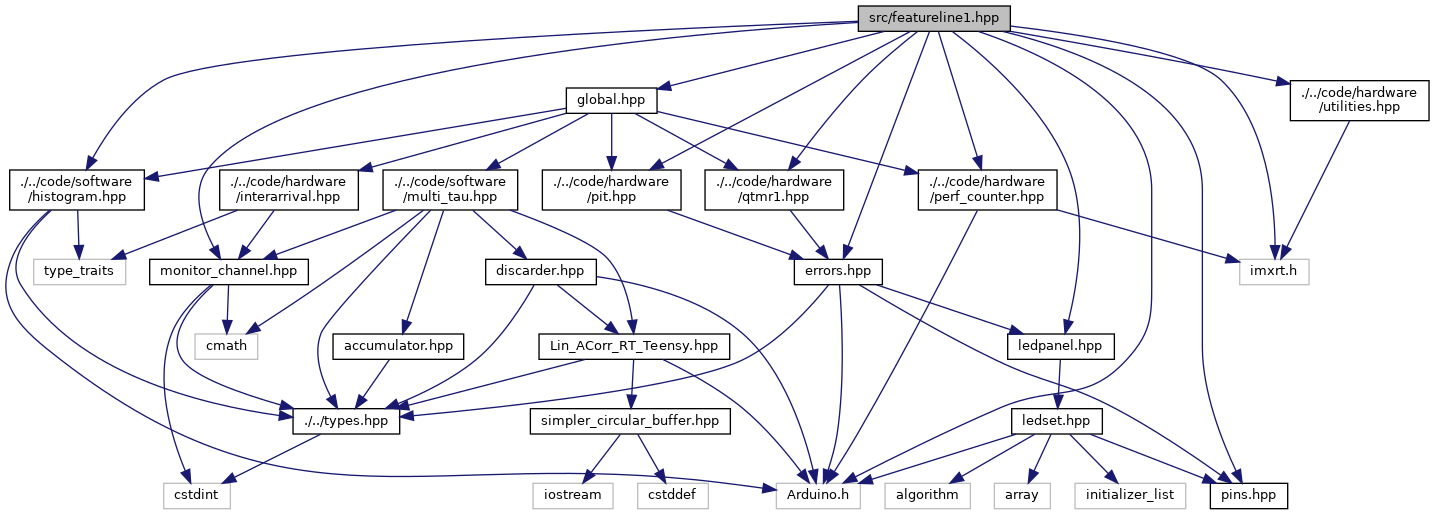 src/featureline1.hpp
global.hpp
./../code/hardware
/utilities.hpp
./../code/software
/histogram.hpp
./../code/hardware
/interarrival.hpp
./../code/software
/multi_tau.hpp
./../code/hardware
/pit.hpp
./../code/hardware
/qtmr1.hpp
./../code/hardware
/perf_counter.hpp
type_traits
monitor_channel.hpp
discarder.hpp
errors.hpp
imxrt.h
cmath
accumulator.hpp
Lin_ACorr_RT_Teensy.hpp
ledpanel.hpp
./../types.hpp
simpler_circular_buffer.hpp
ledset.hpp
cstdint
iostream
cstddef
Arduino.h
algorithm
array
initializer_list
pins.hpp